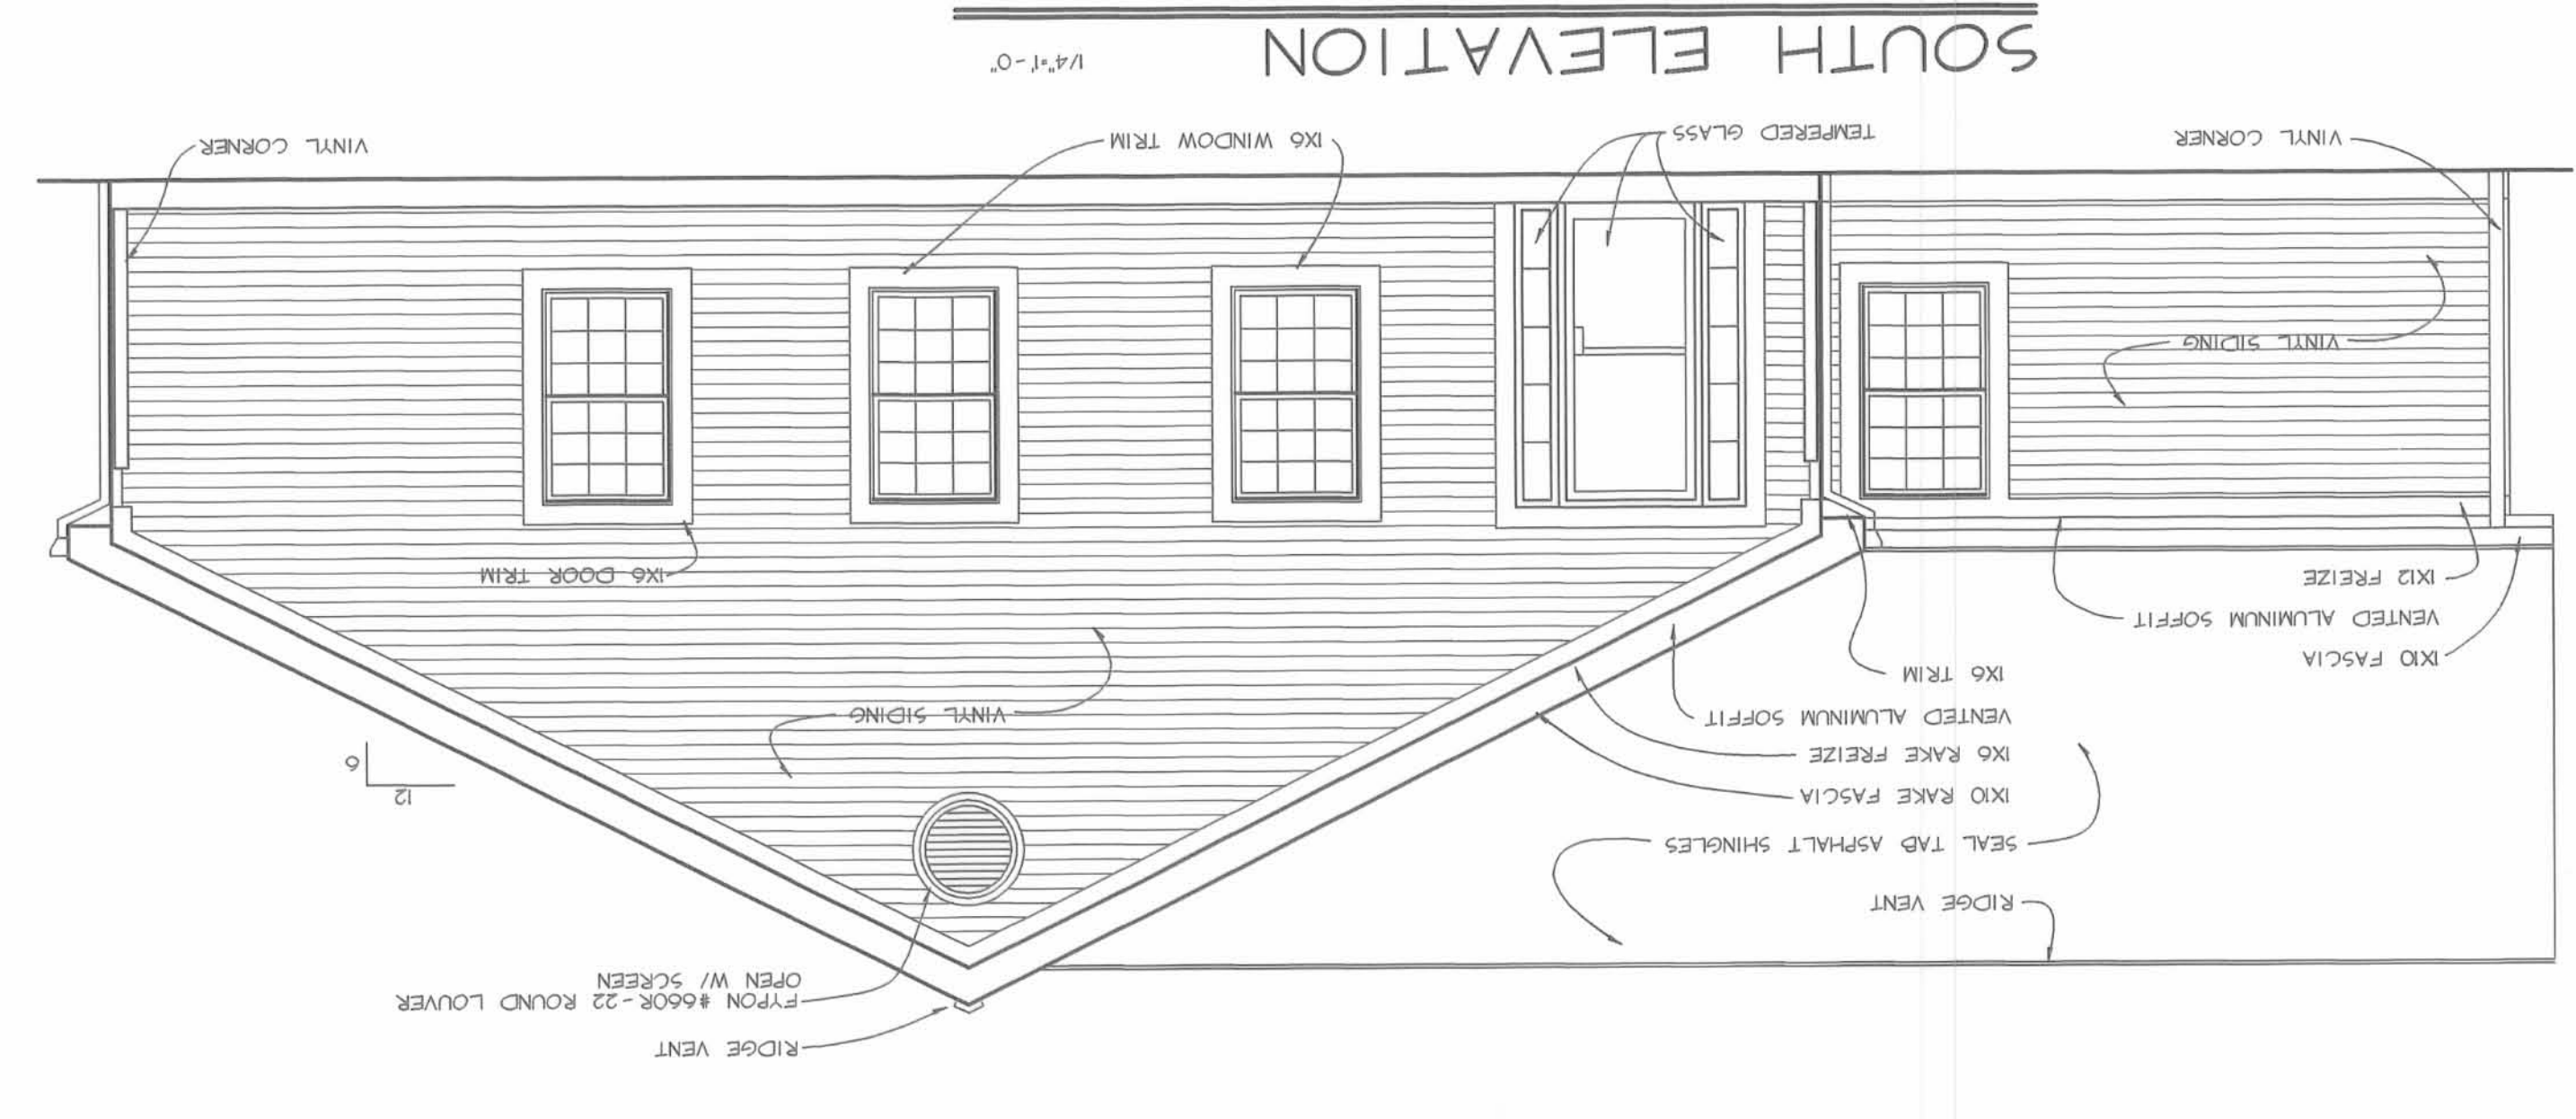 RIDGE VENT
FYPON #660R-22 ROUND LOUVER
OPEN W/ SCREEN
RIDGE VENT
SEAL TAB ASPHALT SHINGLES
1X10 RAKE FASCIA
12
6
1X6 RAKE FREIZE
VENTED ALUMINUM SOFFIT
VINYL SIDING
1X6 TRIM
1X10 FASCIA
VENTED ALUMINUM SOFFIT
1X12 FREIZE
1X6 DOOR TRIM
VINYL SIDING
VINYL CORNER
TEMPERED GLASS
1X6 WINDOW TRIM
VINYL CORNER
SOUTH ELEVATION
1/4"=1'-0"